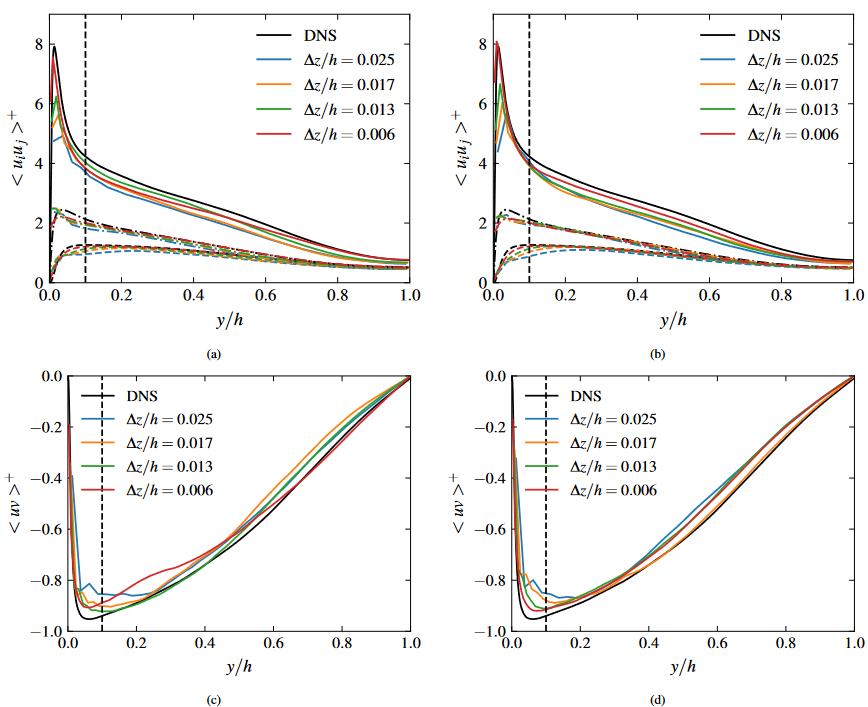 8
6
4
2
0
< u_i u_j >^+
DNS
Δz/h = 0.025
Δz/h = 0.017
Δz/h = 0.013
Δz/h = 0.006
0.0 0.2 0.4 0.6 0.8 1.0
y/h
(a)
8
6
4
2
0
< u_i u_j >^+
DNS
Δz/h = 0.025
Δz/h = 0.017
Δz/h = 0.013
Δz/h = 0.006
0.0 0.2 0.4 0.6 0.8 1.0
y/h
(b)
0.0
−0.2
−0.4
−0.6
−0.8
−1.0
< uv >^+
DNS
Δz/h = 0.025
Δz/h = 0.017
Δz/h = 0.013
Δz/h = 0.006
0.0 0.2 0.4 0.6 0.8 1.0
y/h
(c)
0.0
−0.2
−0.4
−0.6
−0.8
−1.0
< uv >^+
DNS
Δz/h = 0.025
Δz/h = 0.017
Δz/h = 0.013
Δz/h = 0.006
0.0 0.2 0.4 0.6 0.8 1.0
y/h
(d)